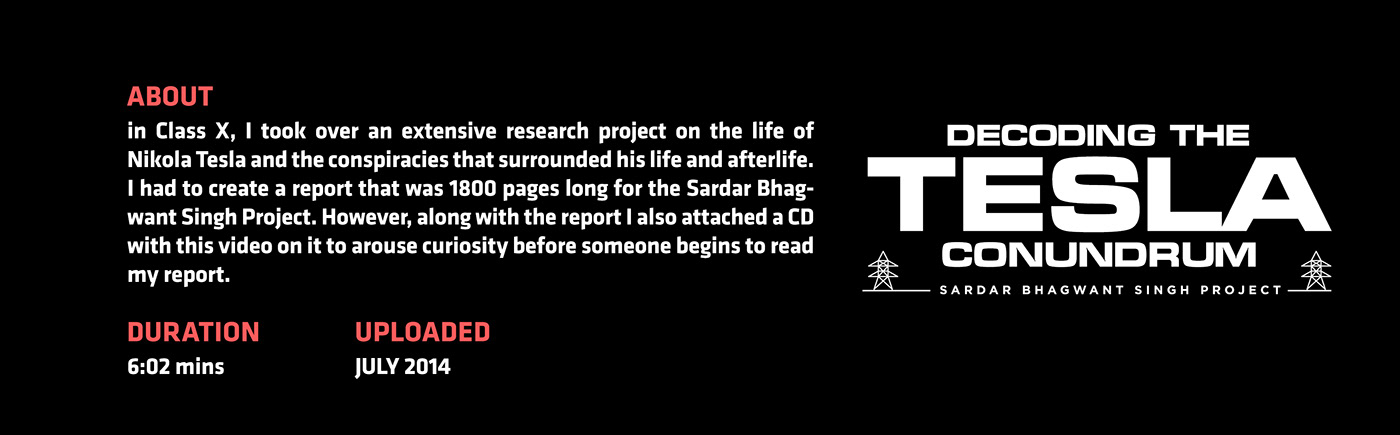 ABOUT
in Class X, I took over an extensive research project on the life of
Nikola Tesla and the conspiracies that surrounded his life and afterlife.
I had to create a report that was 1800 pages long for the Sardar Bhag-
want Singh Project. However, along with the report I also attached a CD
with this video on it to arouse curiosity before someone begins to read
my report.
DURATION
6:02 mins
UPLOADED
JULY 2014
DECODING THE
TESLA
CONUNDRUM
SARDAR BHAGWANT SINGH PROJECT